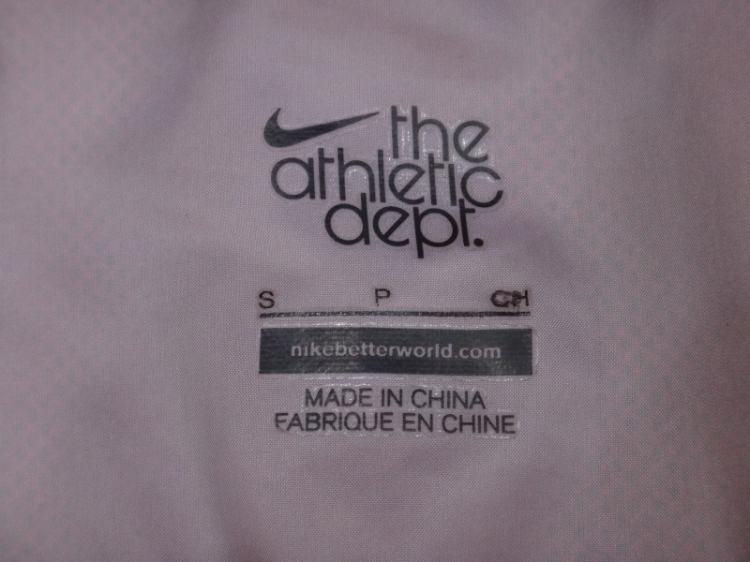 the
athletic
dept.
S P CH
nikebetterworld.com
MADE IN CHINA
FABRIQUE EN CHINE